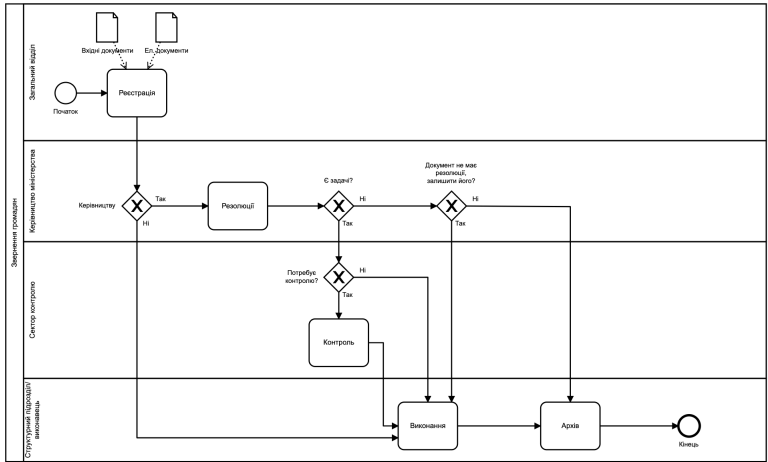 Звернення громадян
Загальний відділ
Вхідні документи
Ел. Документи
Реєстрація
Початок
Керівництво міністерства
Керівництву
Так
Ні
Резолюції
Є задачі?
Ні
Так
Документ не має
резолюції,
залишити його?
Ні
Так
Сектор контролю
Потребує
контролю?
Ні
Так
Контроль
Структурний підрозділ/
виконавець
Виконання
Архів
Кінець